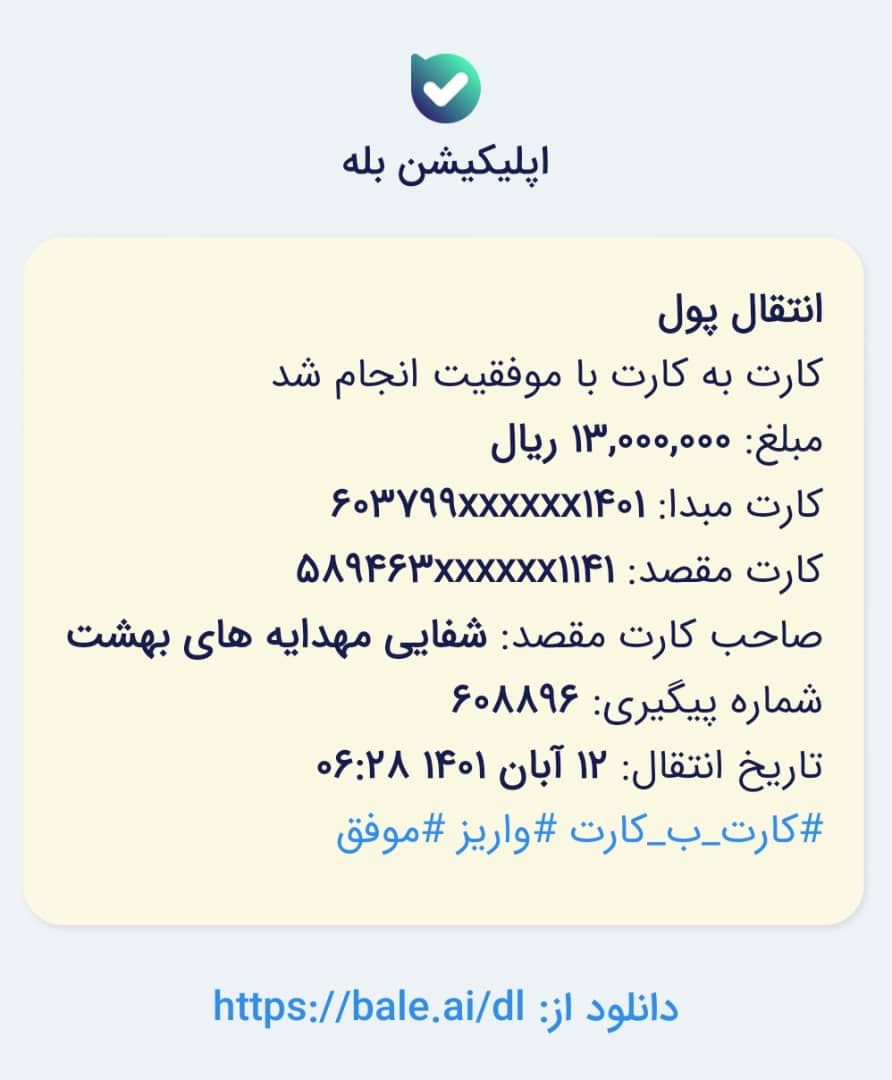 اپلیکیشن بله
انتقال پول
کارت به کارت با موفقیت انجام شد
مبلغ: ۱۳,۰۰۰,۰۰۰ ریال
کارت مبدا: ۶۰۳۷۹۹xxxxxx۱۴۰۱
کارت مقصد: ۵۸۹۴۶۳xxxxxx۱۱۴۱
صاحب کارت مقصد: شفایی مهدایه های بهشت
شماره پیگیری: ۶۰۸۸۹۶
تاریخ انتقال: ۱۲ آبان ۱۴۰۱ ۰۶:۲۸
#کارت_ب_کارت #واریز #موفق
دانلود از: https://bale.ai/dl